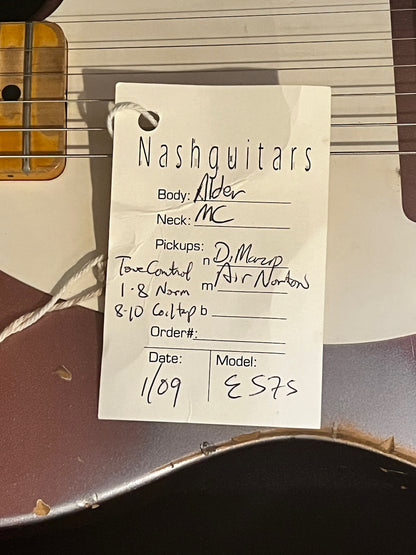 Nashguitars
Body: Alder
Neck: MC
Pickups:
n DiMarzio
Tone Control m Air Norton
1-8 Norm
8-10 Coil tap b
Order#:
Date: Model:
1/09 E57S